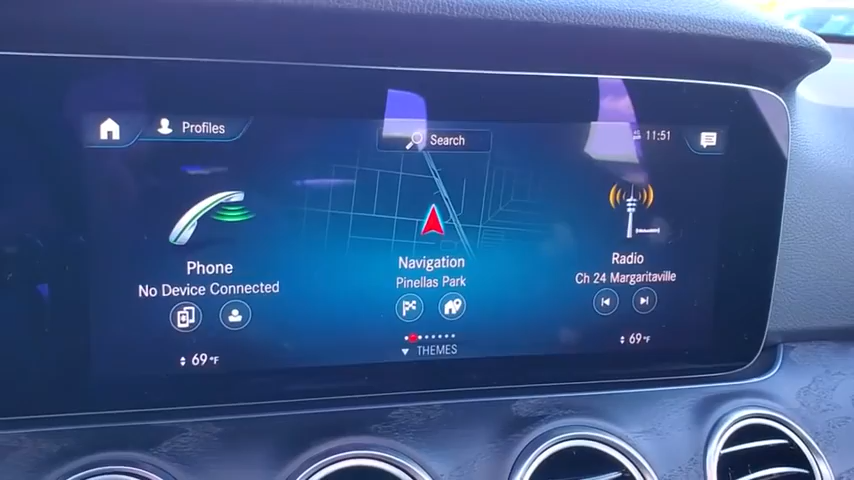 Profiles
Search
11:51
Phone
No Device Connected
Navigation
Pinellas Park
Radio
Ch 24 Margaritaville
69°F
THEMES
69°F